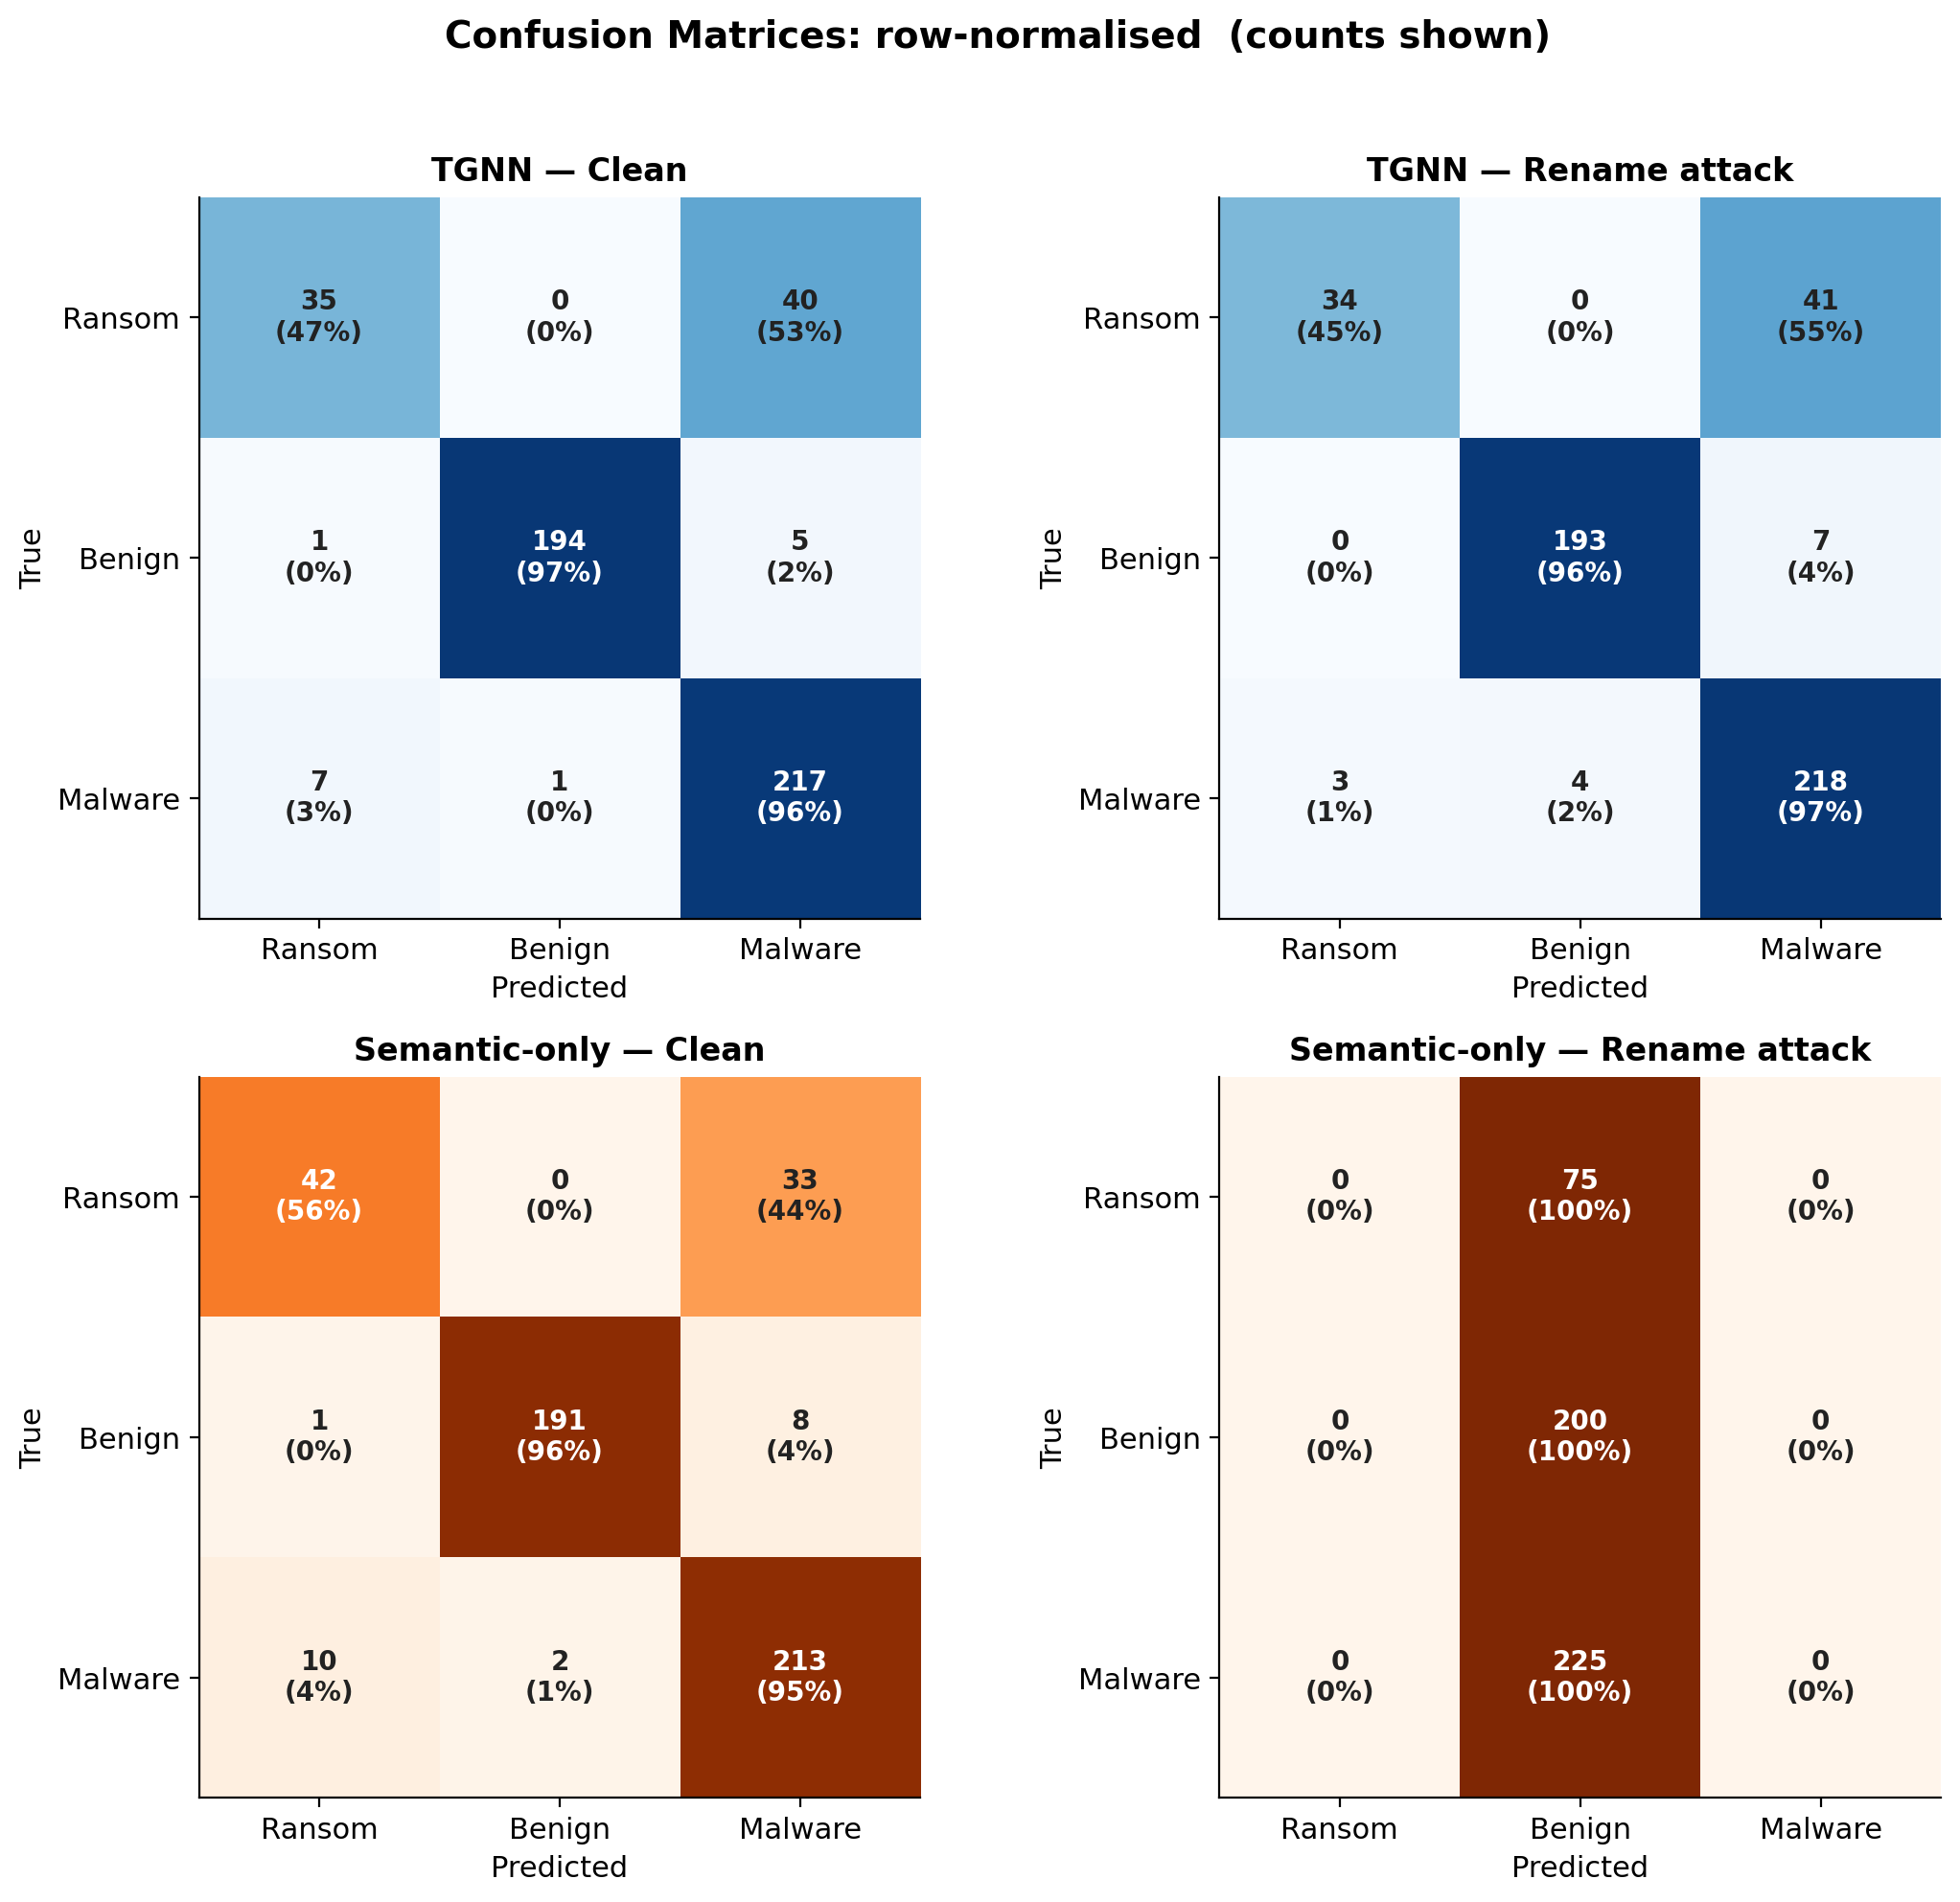 Confusion Matrices: row-normalised  (counts shown)
TGNN — Clean
True
Ransom
35
(47%)
0
(0%)
40
(53%)
Benign
1
(0%)
194
(97%)
5
(2%)
Malware
7
(3%)
1
(0%)
217
(96%)
Ransom
Benign
Malware
Predicted
TGNN — Rename attack
True
Ransom
34
(45%)
0
(0%)
41
(55%)
Benign
0
(0%)
193
(96%)
7
(4%)
Malware
3
(1%)
4
(2%)
218
(97%)
Ransom
Benign
Malware
Predicted
Semantic-only — Clean
True
Ransom
42
(56%)
0
(0%)
33
(44%)
Benign
1
(0%)
191
(96%)
8
(4%)
Malware
10
(4%)
2
(1%)
213
(95%)
Ransom
Benign
Malware
Predicted
Semantic-only — Rename attack
True
Ransom
0
(0%)
75
(100%)
0
(0%)
Benign
0
(0%)
200
(100%)
0
(0%)
Malware
0
(0%)
225
(100%)
0
(0%)
Ransom
Benign
Malware
Predicted